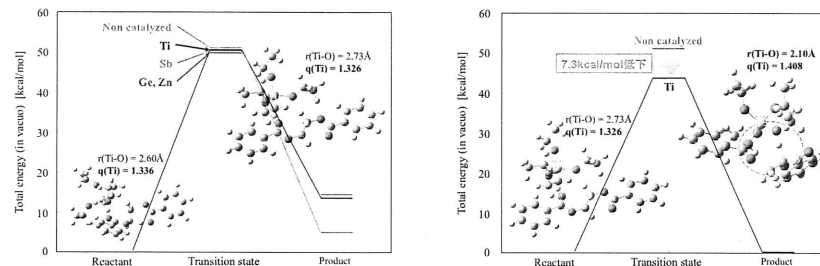 Total energy (in vacuo) [kcal/mol]
60
50
40
30
20
10
0
Non catalyzed
Ti
Sb
Ge, Zn
r(Ti-O) = 2.73Å
q(Ti) = 1.326
r(Ti-O) = 2.60Å
q(Ti) = 1.336
Reactant
Transition state
Product
Total energy (in vacuo) [kcal/mol]
60
50
40
30
20
10
0
Non catalyzed
7.3kcal/mol低下
Ti
r(Ti-O) = 2.10Å
q(Ti) = 1.408
r(Ti-O) = 2.73Å
q(Ti) = 1.326
Reactant
Transition state
Product